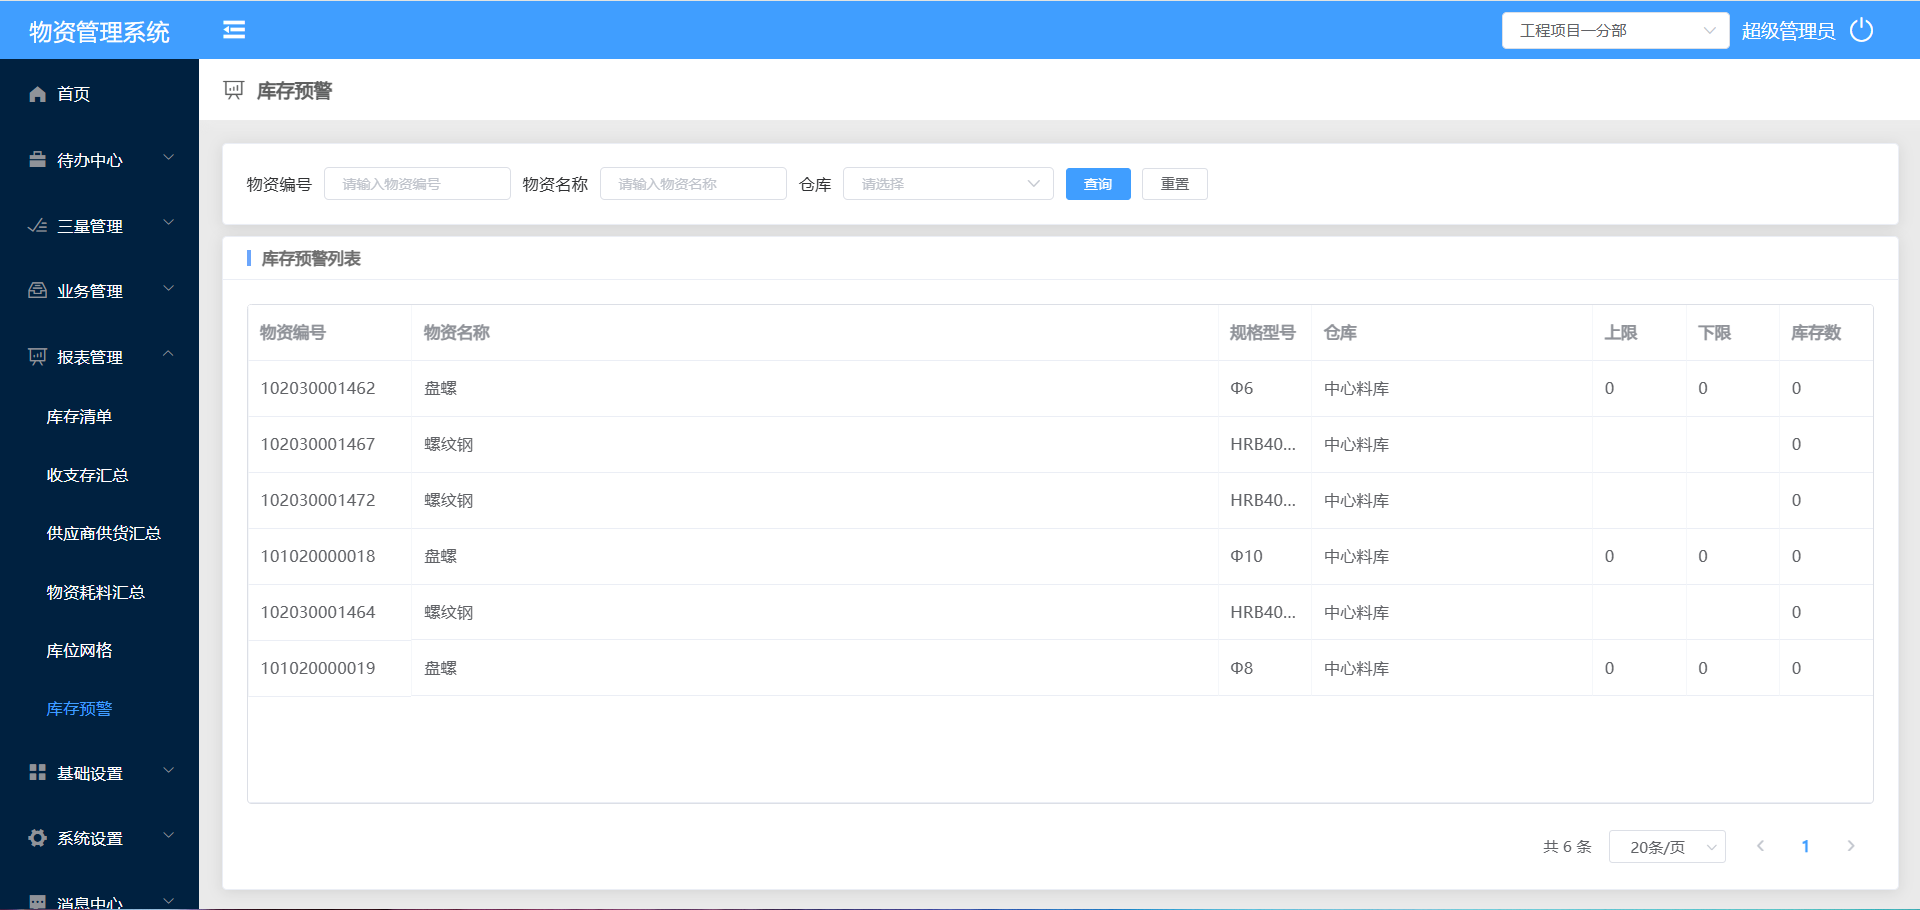 物资管理系统
工程项目一分部
超级管理员
首页
待办中心
三量管理
业务管理
报表管理
库存清单
收支存汇总
供应商供货汇总
物资耗料汇总
库位网格
库存预警
基础设置
系统设置
消息中心
库存预警
物资编号 请输入物资编号 物资名称 请输入物资名称 仓库 请选择 查询 重置
库存预警列表
物资编号 物资名称 规格型号 仓库 上限 下限 库存数
102030001462 盘螺 Φ6 中心料库 0 0 0
102030001467 螺纹钢 HRB40... 中心料库 0
102030001472 螺纹钢 HRB40... 中心料库 0
101020000018 盘螺 Φ10 中心料库 0 0 0
102030001464 螺纹钢 HRB40... 中心料库 0
101020000019 盘螺 Φ8 中心料库 0 0 0
共 6 条 20条/页 1